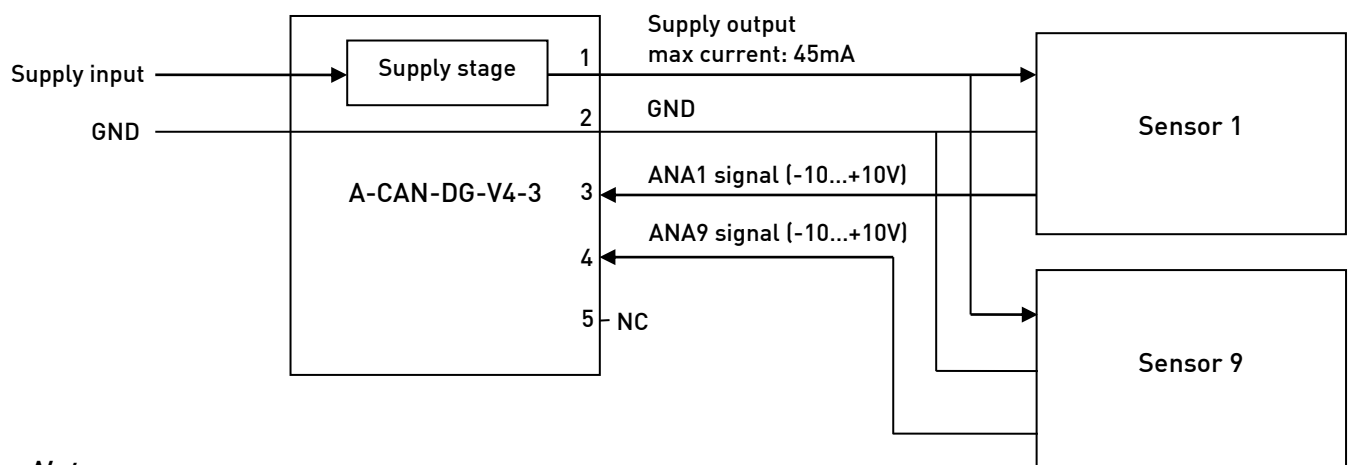 Supply output
max current: 45mA
Supply input
Supply stage
1
GND
2
GND
Sensor 1
A-CAN-DG-V4-3
3
ANA1 signal (-10...+10V)
4
ANA9 signal (-10...+10V)
5
NC
Sensor 9